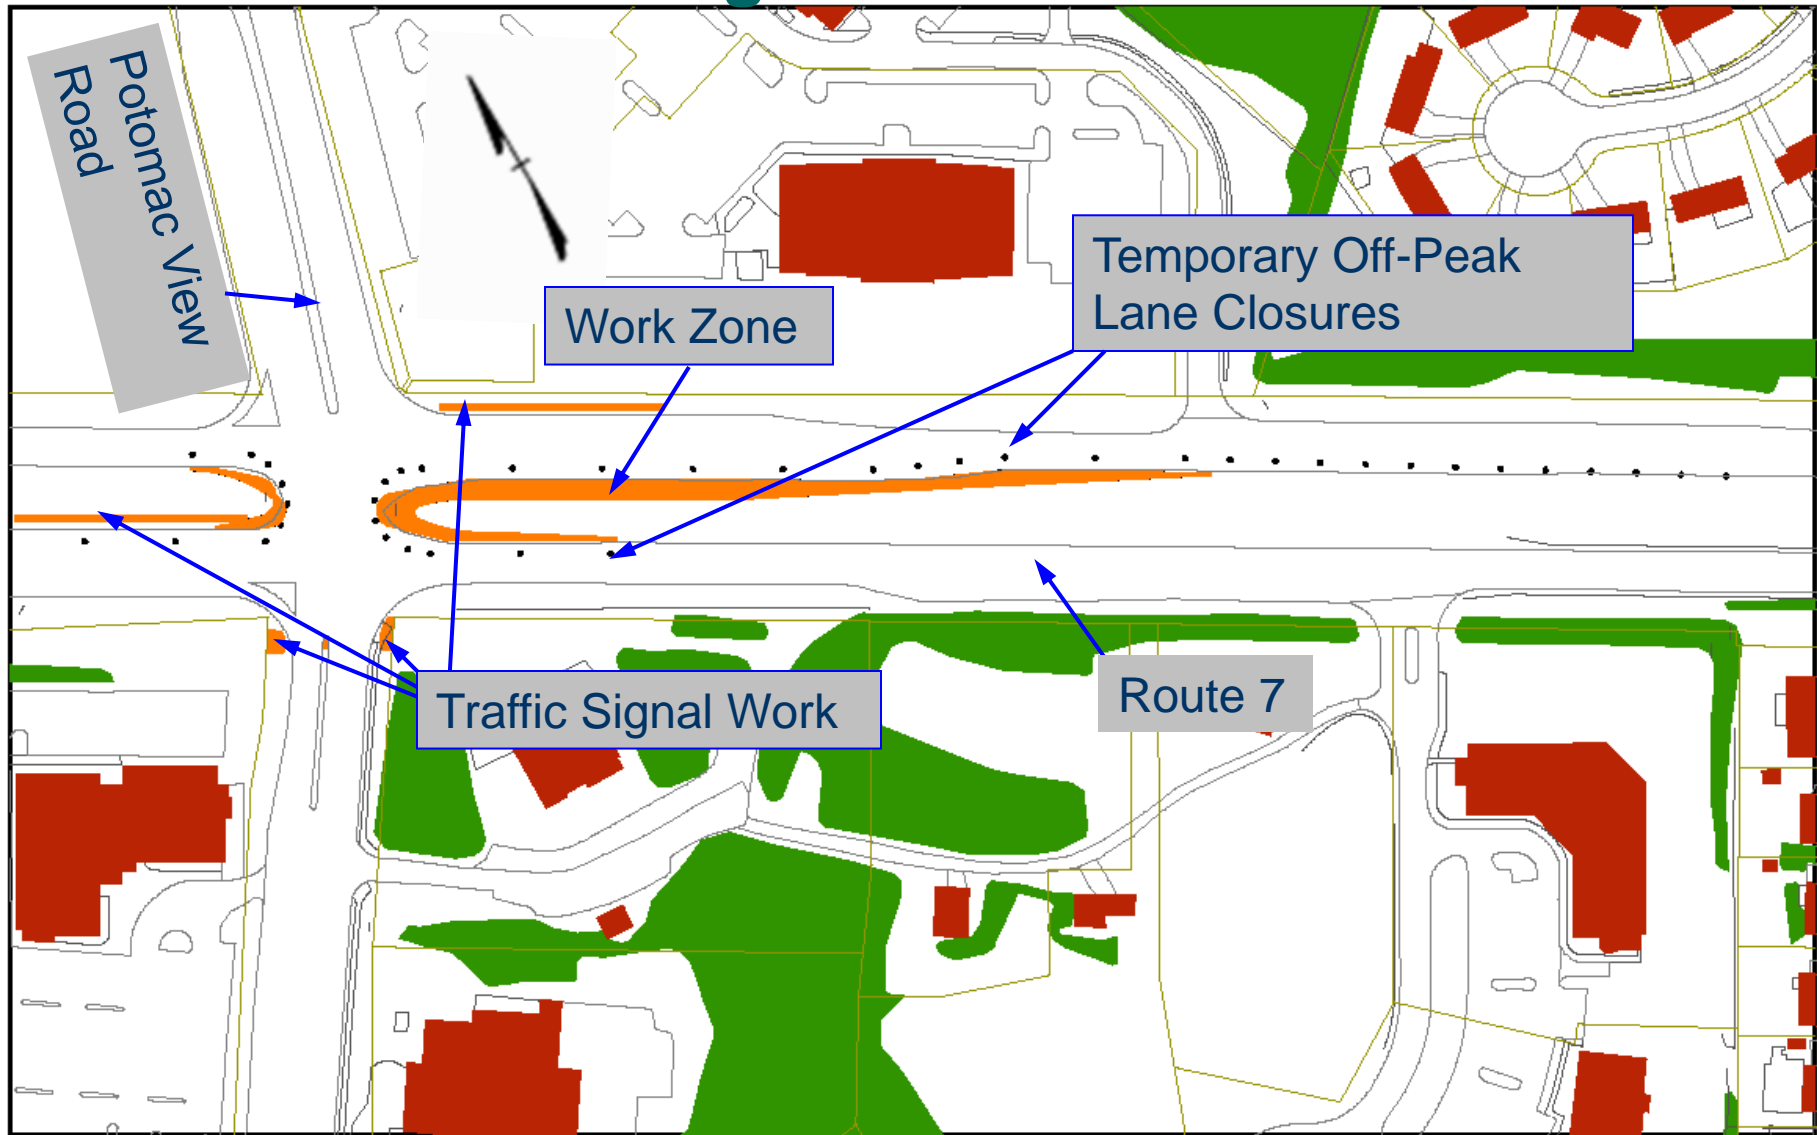 Potomac View
Road
Temporary Off-Peak
Lane Closures
Work Zone
Traffic Signal Work
Route 7